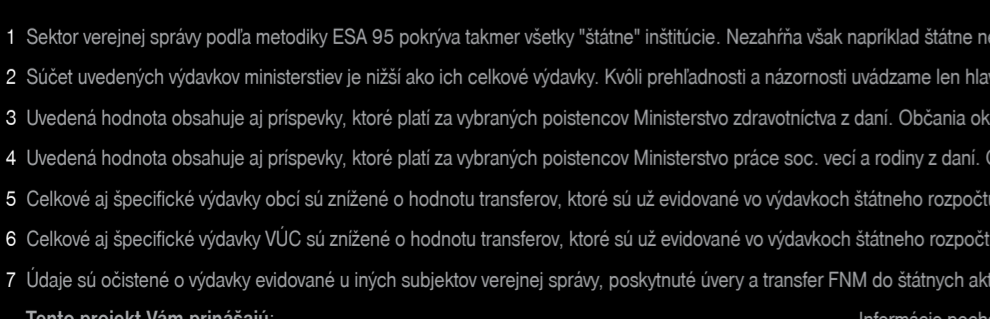 1 Sektor verejnej správy podľa metodiky ESA 95 pokrýva takmer všetky "štátne" inštitúcie. Nezahŕňa však napríklad štátne
2 Súčet uvedených výdavkov ministerstiev je nižší ako ich celkové výdavky. Kvôli prehľadnosti a názornosti uvádzame len
3 Uvedená hodnota obsahuje aj príspevky, ktoré platí za vybraných poistencov Ministerstvo zdravotníctva z daní. Občania
4 Uvedená hodnota obsahuje aj príspevky, ktoré platí za vybraných poistencov Ministerstvo práce soc. vecí a rodiny z daní.
5 Celkové aj špecifické výdavky obcí sú znížené o hodnotu transferov, ktoré sú už evidované vo výdavkoch štátneho
6 Celkové aj špecifické výdavky VÚC sú znížené o hodnotu transferov, ktoré sú už evidované vo výdavkoch štátneho
7 Údaje sú očistené o výdavky evidované u iných subjektov verejnej správy, poskytnuté úvery a transfer FNM do štátnych
Tento projekt Vám prinášajú: Informácie